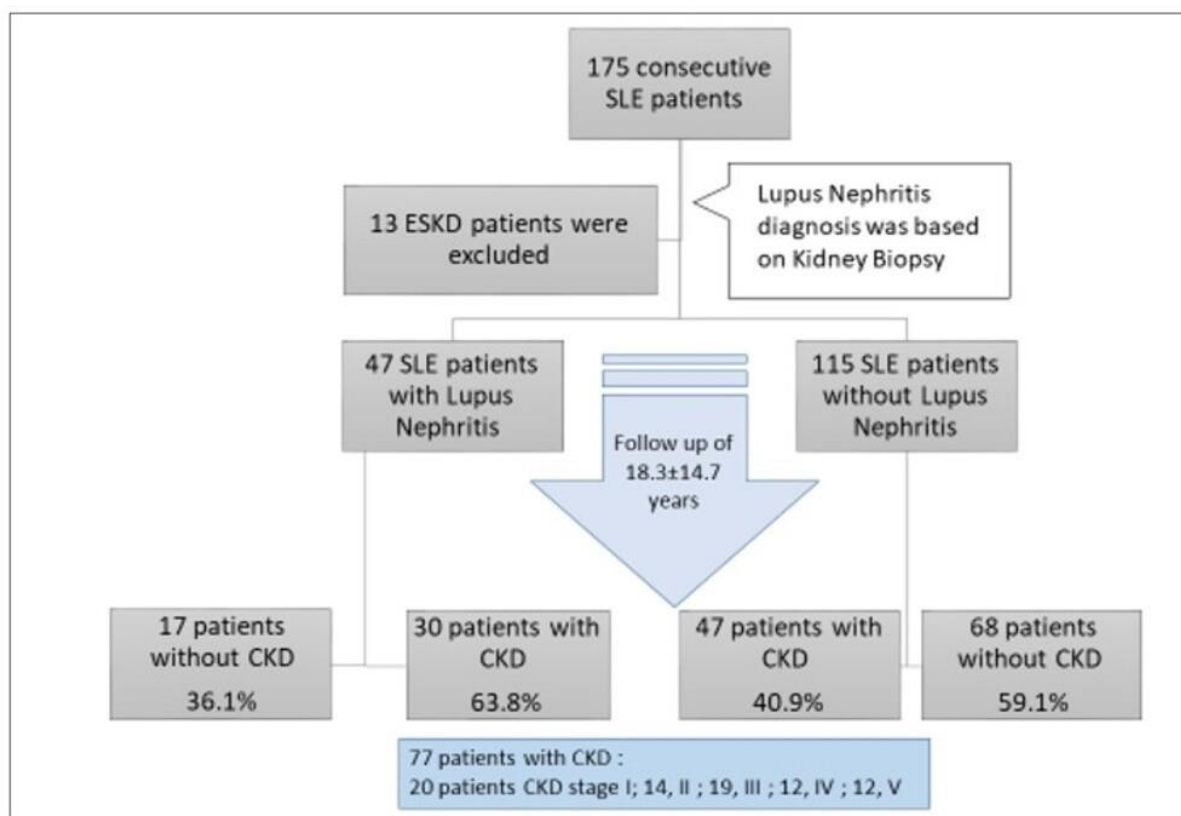 175 consecutive
SLE patients
Lupus Nephritis
diagnosis was based
on Kidney Biopsy
13 ESKD patients were
excluded
47 SLE patients
with Lupus
Nephritis
115 SLE patients
without Lupus
Nephritis
Follow up of
18.3±14.7
years
17 patients
without CKD
36.1%
30 patients with
CKD
63.8%
47 patients with
CKD
40.9%
68 patients
without CKD
59.1%
77 patients with CKD :
20 patients CKD stage I; 14, II ; 19, III ; 12, IV ; 12, V